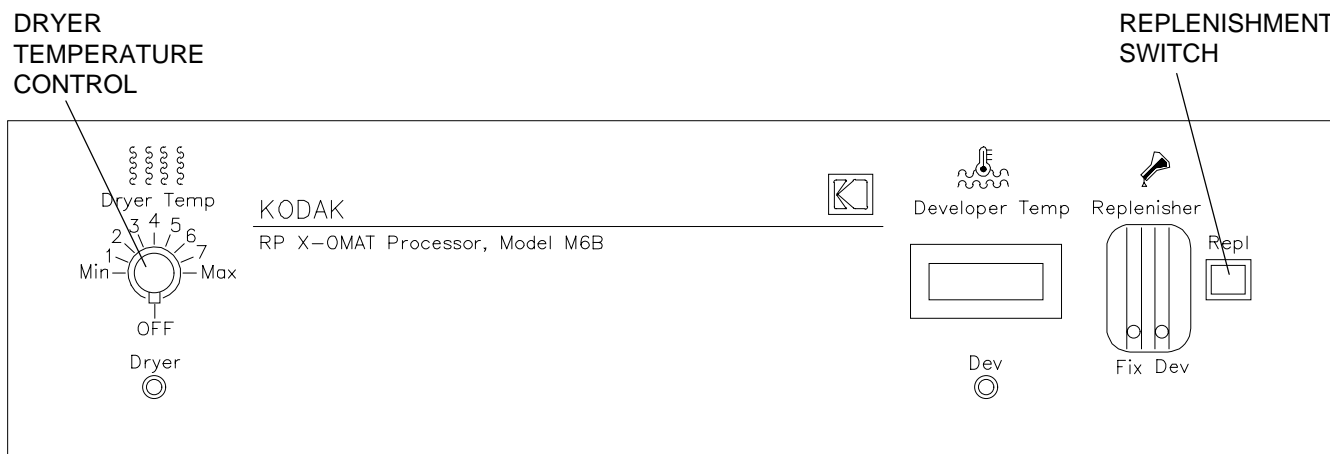 DRYER
TEMPERATURE
CONTROL
REPLENISHMENT
SWITCH
Dryer Temp
1 2 3 4 5 6 7
Min Max
OFF
Dryer
KODAK
RP X-OMAT Processor, Model M6B
Developer Temp
Dev
Replenisher
Fix Dev
Repl